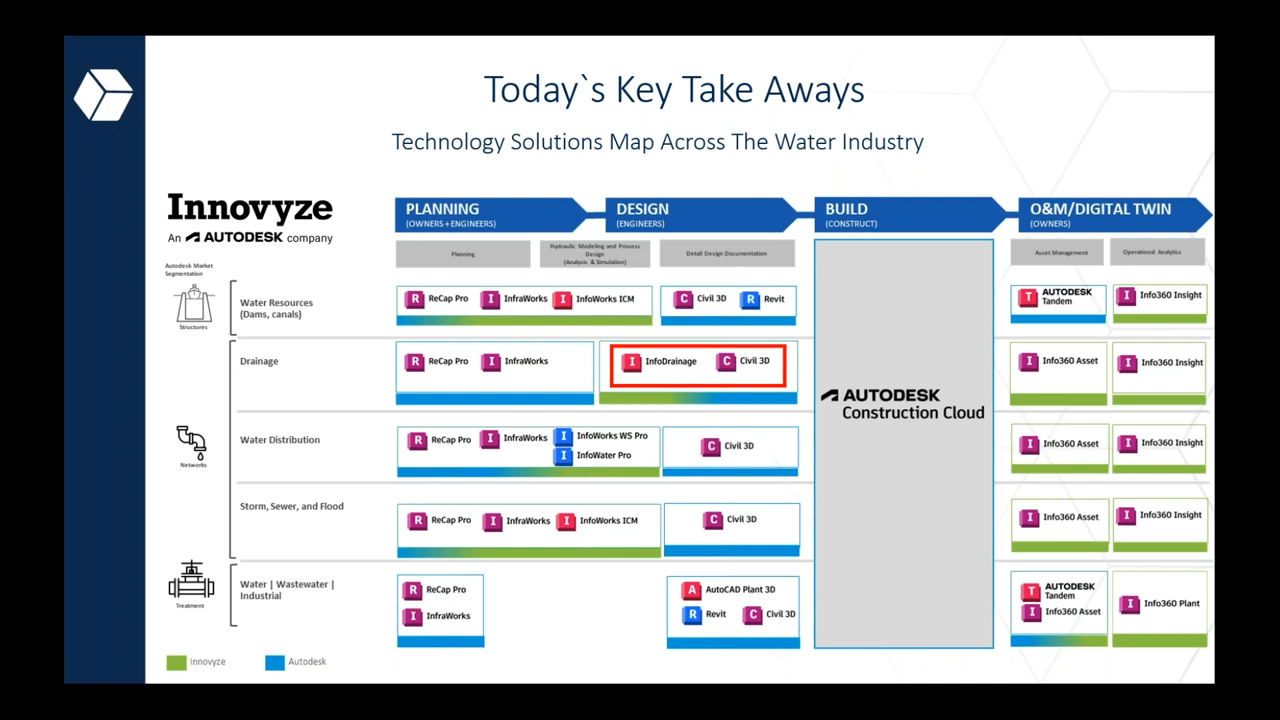 Today`s Key Take Aways
Technology Solutions Map Across The Water Industry
Innovyze
An AUTODESK company
PLANNING
(OWNERS + ENGINEERS)
DESIGN
(ENGINEERS)
BUILD
(CONSTRUCT)
O&M/DIGITAL TWIN
(OWNERS)
Planning
Hydraulic Modeling and Process
Design
(Analysis & Simulation)
Detail Design Documentation
Asset Management
Operational Analytics
Autodesk Market
Segmentation
Structures
Water Resources
(Dams, canals)
R ReCap Pro
I InfraWorks
I InfoWorks ICM
C Civil 3D
R Revit
T AUTODESK
Tandem
I Info360 Insight
Drainage
R ReCap Pro
I InfraWorks
I InfoDrainage
C Civil 3D
I Info360 Asset
I Info360 Insight
AUTODESK
Construction Cloud
Networks
Water Distribution
R ReCap Pro
I InfraWorks
I InfoWorks WS Pro
I InfoWater Pro
C Civil 3D
I Info360 Asset
I Info360 Insight
Storm, Sewer, and Flood
R ReCap Pro
I InfraWorks
I InfoWorks ICM
C Civil 3D
I Info360 Asset
I Info360 Insight
Treatment
Water | Wastewater |
Industrial
R ReCap Pro
I InfraWorks
A AutoCAD Plant 3D
R Revit
C Civil 3D
T AUTODESK
Tandem
I Info360 Asset
I Info360 Plant
Innovyze
Autodesk